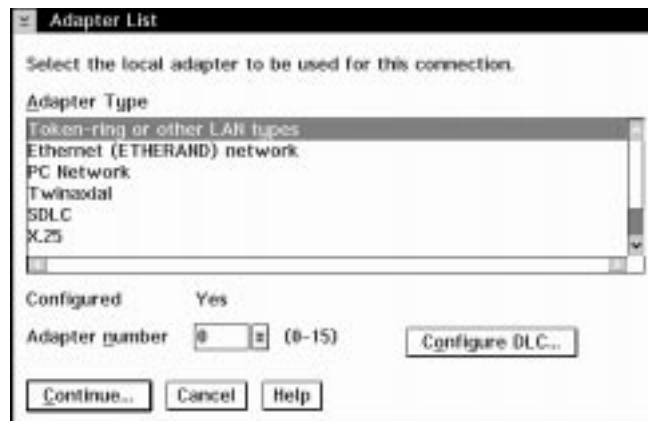 Adapter List
Select the local adapter to be used for this connection.
Adapter Type
Token-ring or other LAN types
Ethernet (ETHERAND) network
PC Network
Twinaxial
SDLC
X.25
Configured Yes
Adapter number 0 (0-15) Configure DLC...
Continue... Cancel Help